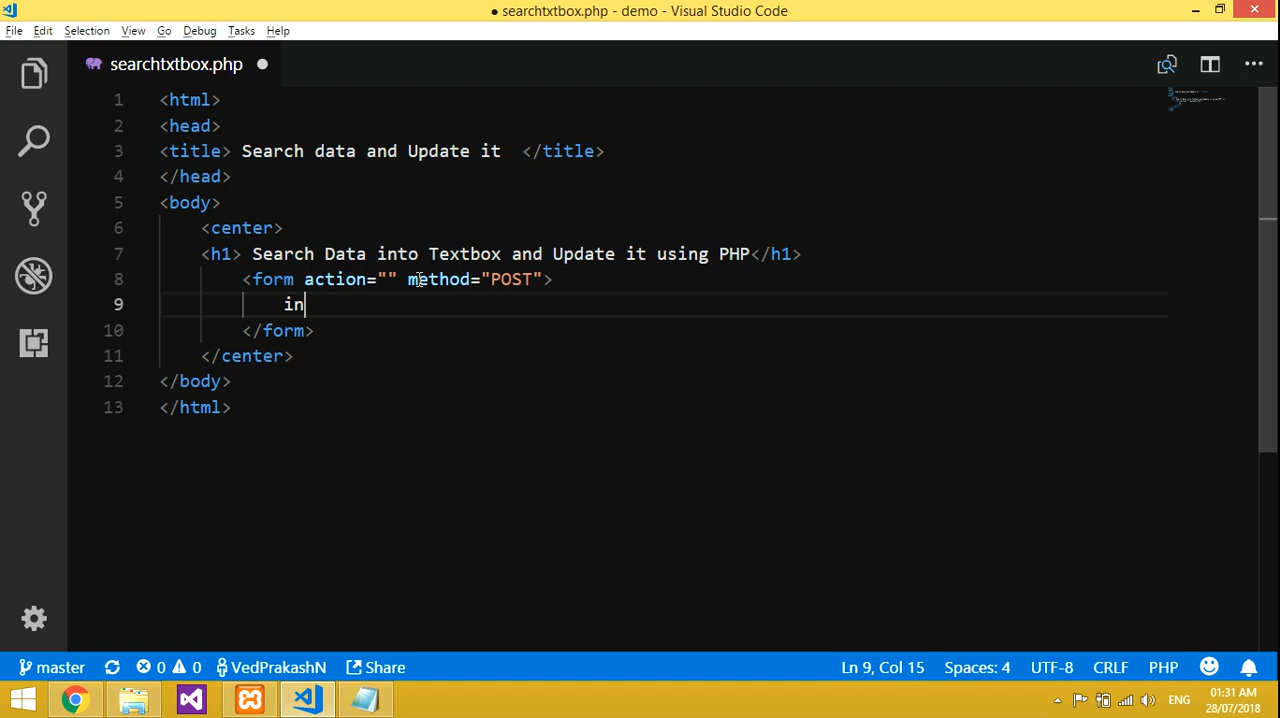 ● searchtxtbox.php - demo - Visual Studio Code
File Edit Selection View Go Debug Tasks Help
searchtxtbox.php ●
1 <html>
2 <head>
3 <title> Search data and Update it  </title>
4 </head>
5 <body>
6 <center>
7 <h1> Search Data into Textbox and Update it using PHP</h1>
8 <form action="" method="POST">
9 in
10 </form>
11 </center>
12 </body>
13 </html>
master 0 0 VedPrakashN Share Ln 9, Col 15 Spaces: 4 UTF-8 CRLF PHP
ENG 01:31 AM
28/07/2018